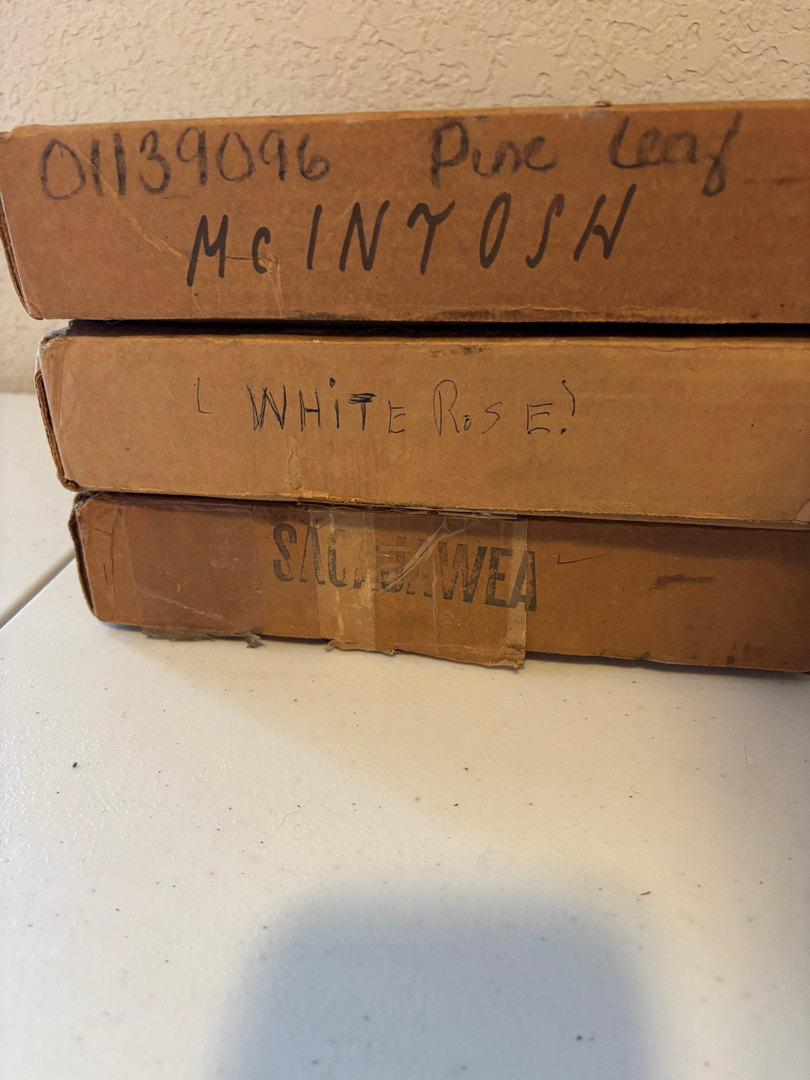 01139096 Pine Leaf
McINTOSH
(WHiTE RoSE?
SACAJAWEA